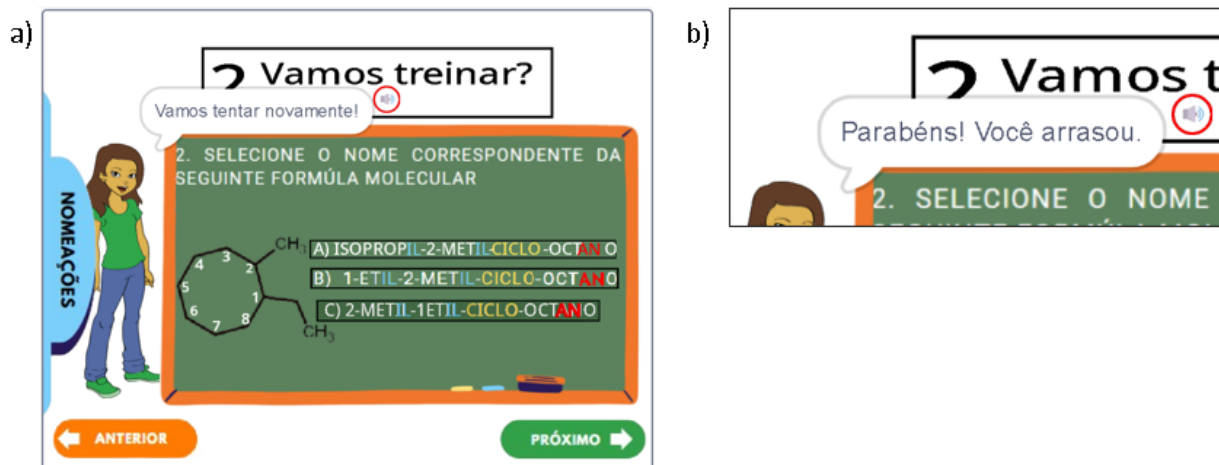 a)
2 Vamos treinar?
Vamos tentar novamente!
2. SELECIONE O NOME CORRESPONDENTE DA
SEGUINTE FORMÚLA MOLECULAR
NOMEAÇÕES
CH3
3
4
2
5
1
6
8
7
CH3
A) ISOPROPIL-2-METIL-CICLO-OCTANO
B) 1-ETIL-2-METIL-CICLO-OCTANO
C) 2-METIL-1ETIL-CICLO-OCTANO
ANTERIOR
PRÓXIMO
b)
2 Vamos t
Parabéns! Você arrasou.
2. SELECIONE O NOME